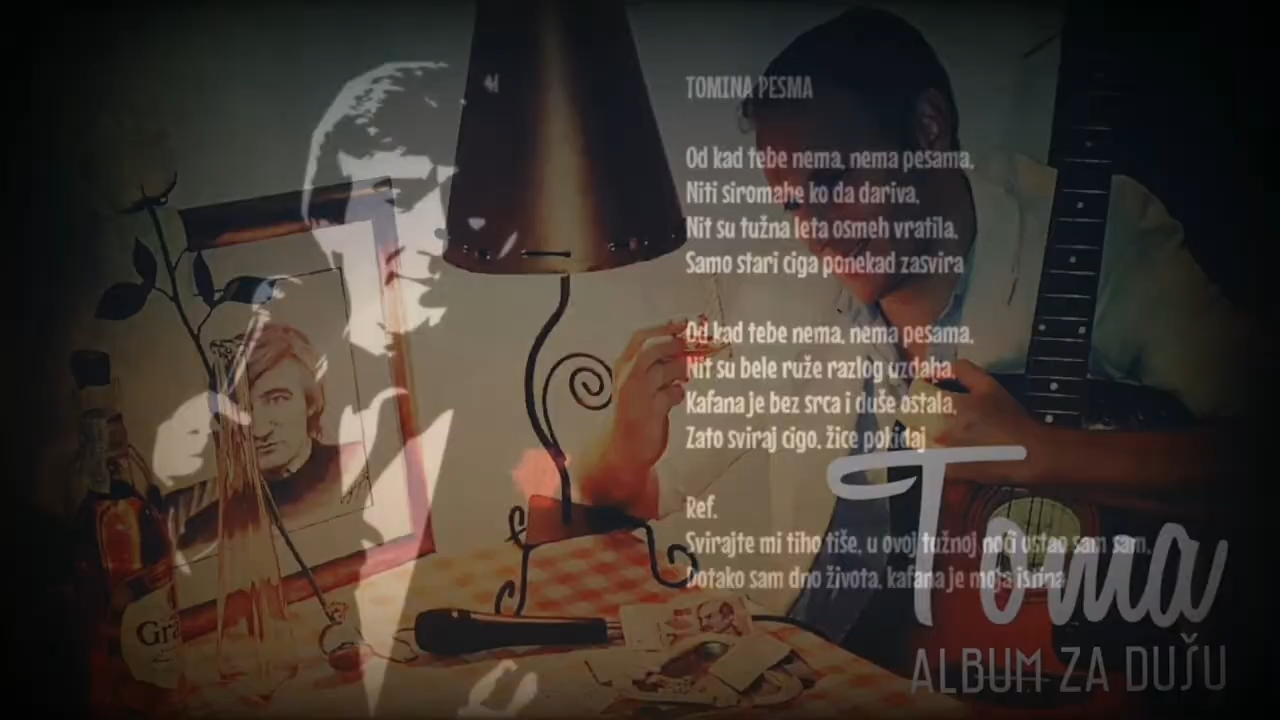 TOMINA PESMA
Od kad tebe nema, nema pesama,
Niti siromahe ko da dariva,
Nit su tužna leta osmeh vratila,
Samo stari ciga ponekad zasvira
Od kad tebe nema, nema pesama,
Nit su bele ruže razlog uzdaha,
Kafana je bez srca i duše ostala,
Zato sviraj cigo, žice pokidaj
Ref.
Svirajte mi tiho tiše, u ovoj tužnoj noći ostao sam sam,
Dotako sam dno života, kafana je moja istina
Toma
ALBUM ZA DUŠU